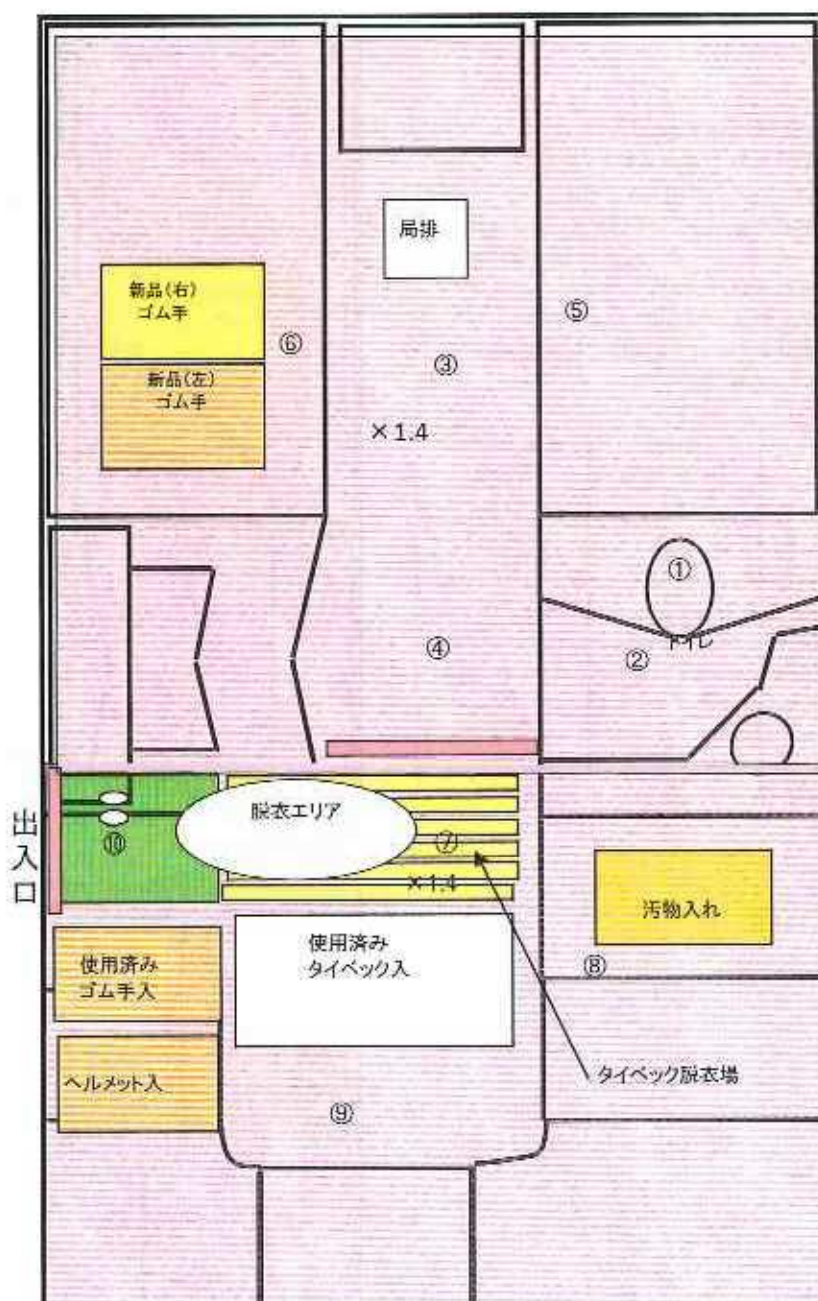 局排
新品(右)
ゴム手
⑥
新品(左)
ゴム手
③
⑤
×1.4
①
トイレ
②
④
出入口
脱衣エリア
⑩
⑦
×1.4
汚物入れ
使用済み
ゴム手入
使用済み
タイベック入
⑧
ヘルメット入
タイベック脱衣場
⑨